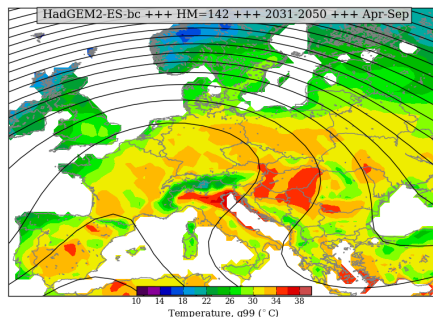 HadGEM2-ES-bc +++ HM=142 +++ 2031-2050 +++ Apr-Sep
10 14 18 22 26 30 34 38
Temperature, q99 (°C)